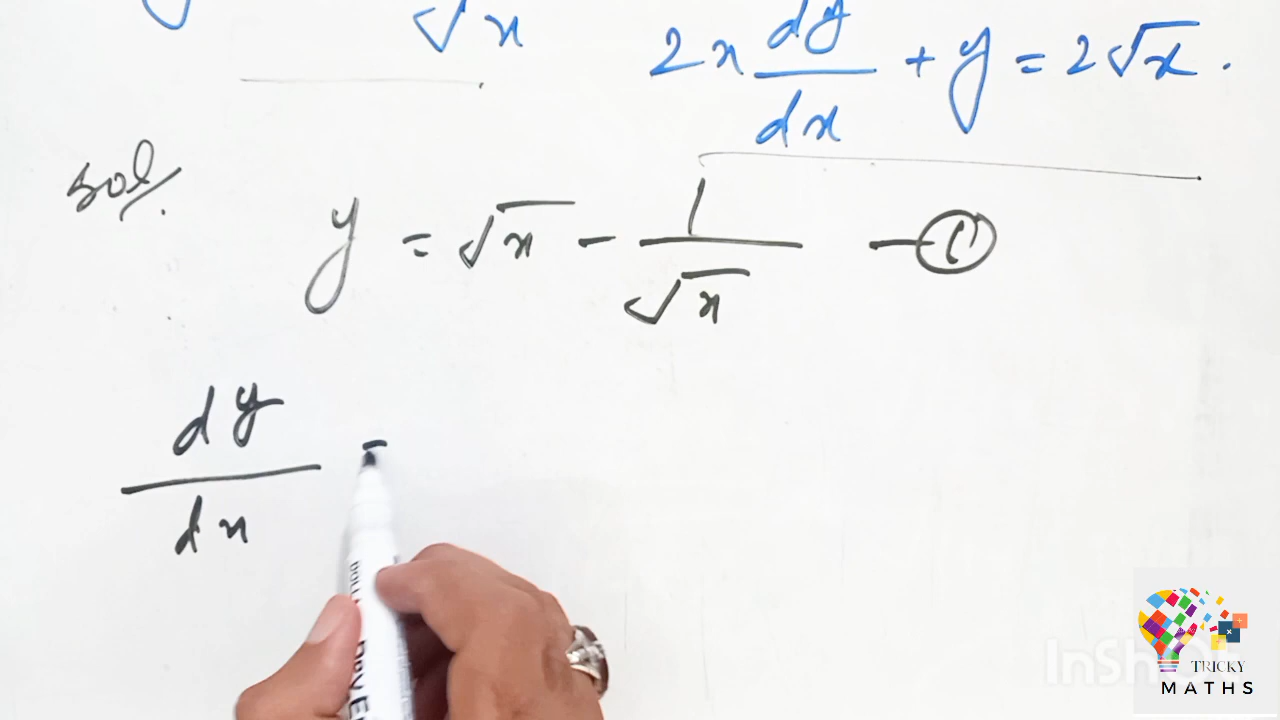 y √x
2x dy/dx + y = 2√x.
sol.
y = √x - 1/√x — (1)
dy/dx =
InShOt
TRICKY
MATHS